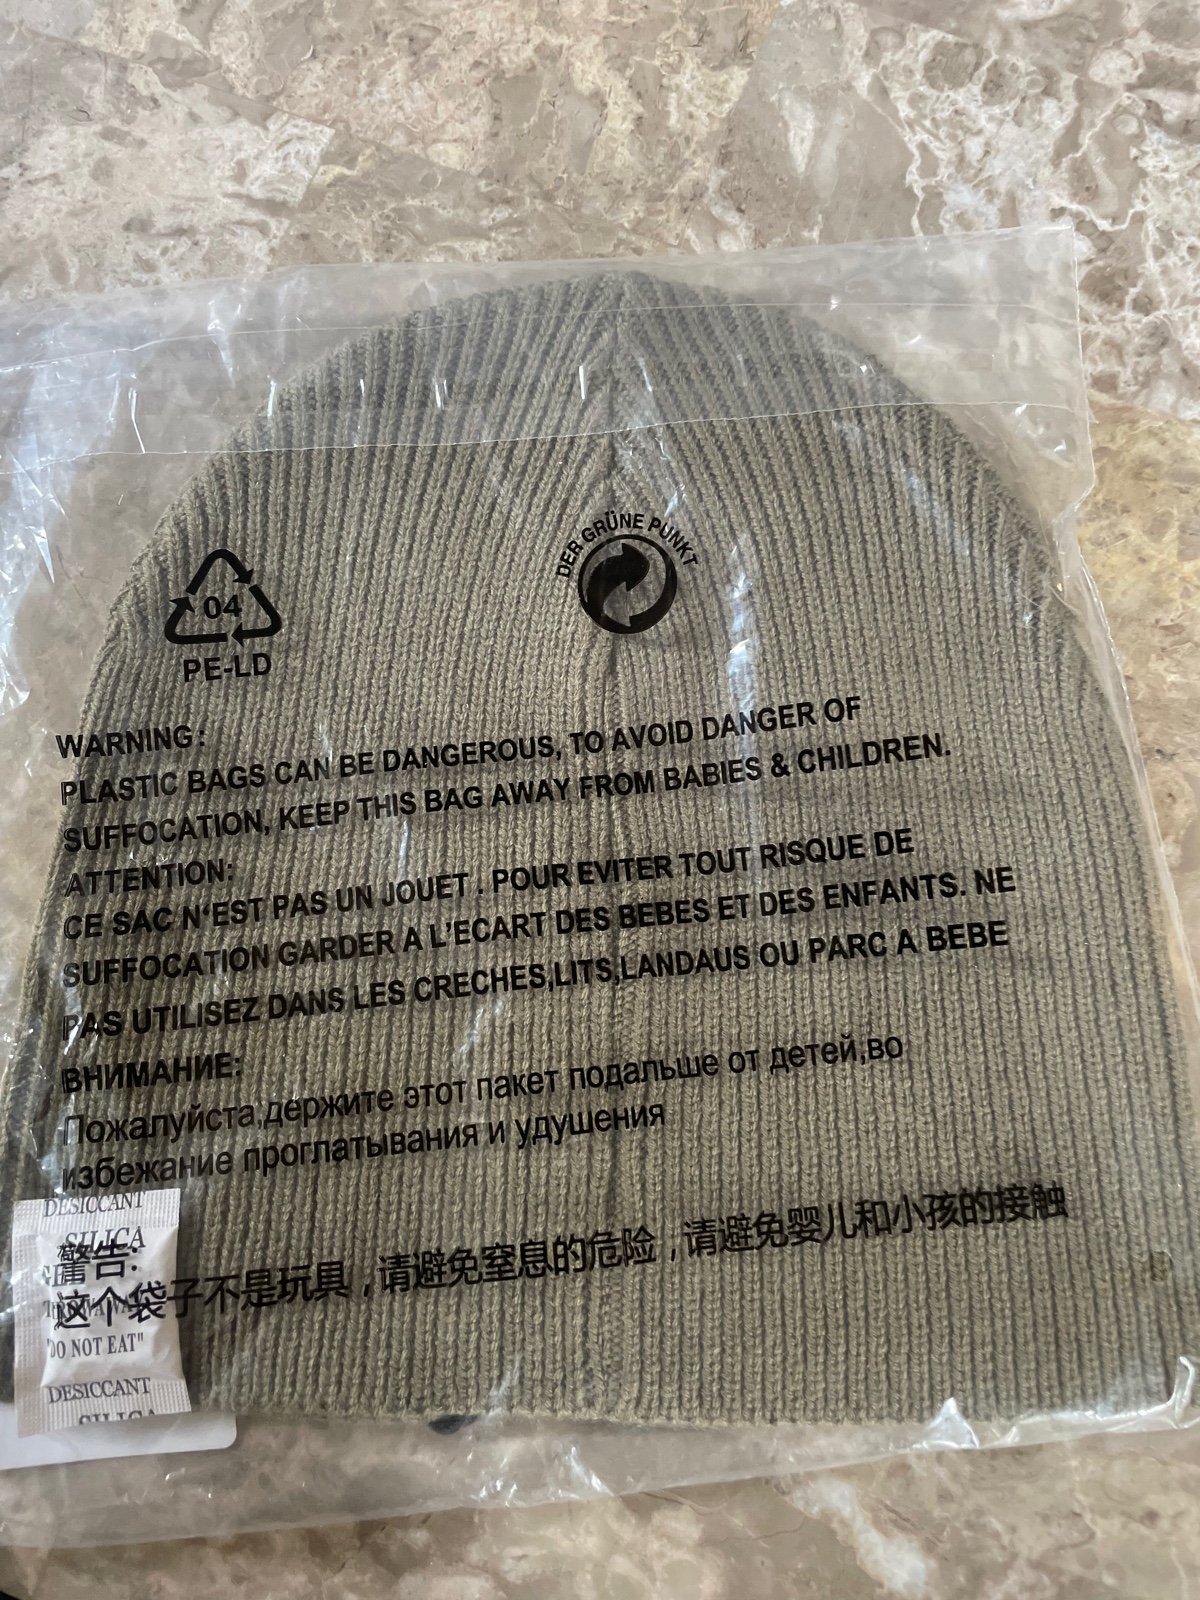 DER GRÜNE PUNKT
04
PE-LD
WARNING:
PLASTIC BAGS CAN BE DANGEROUS, TO AVOID DANGER OF
SUFFOCATION, KEEP THIS BAG AWAY FROM BABIES & CHILDREN.
ATTENTION:
CE SAC N‘EST PAS UN JOUET . POUR EVITER TOUT RISQUE DE
SUFFOCATION GARDER A L’ECART DES BEBES ET DES ENFANTS. NE
PAS UTILISEZ DANS LES CRECHES,LITS,LANDAUS OU PARC A BEBE
ВНИМАНИЕ:
Пожалуйста,держите этот пакет подальше от детей,во
избежание проглатывания и удушения
警告:
这个袋子不是玩具,请避免窒息的危险,请避免婴儿和小孩的接触
DESICCANT
SILICA
"DO NOT EAT"
DESICCANT
SILICA